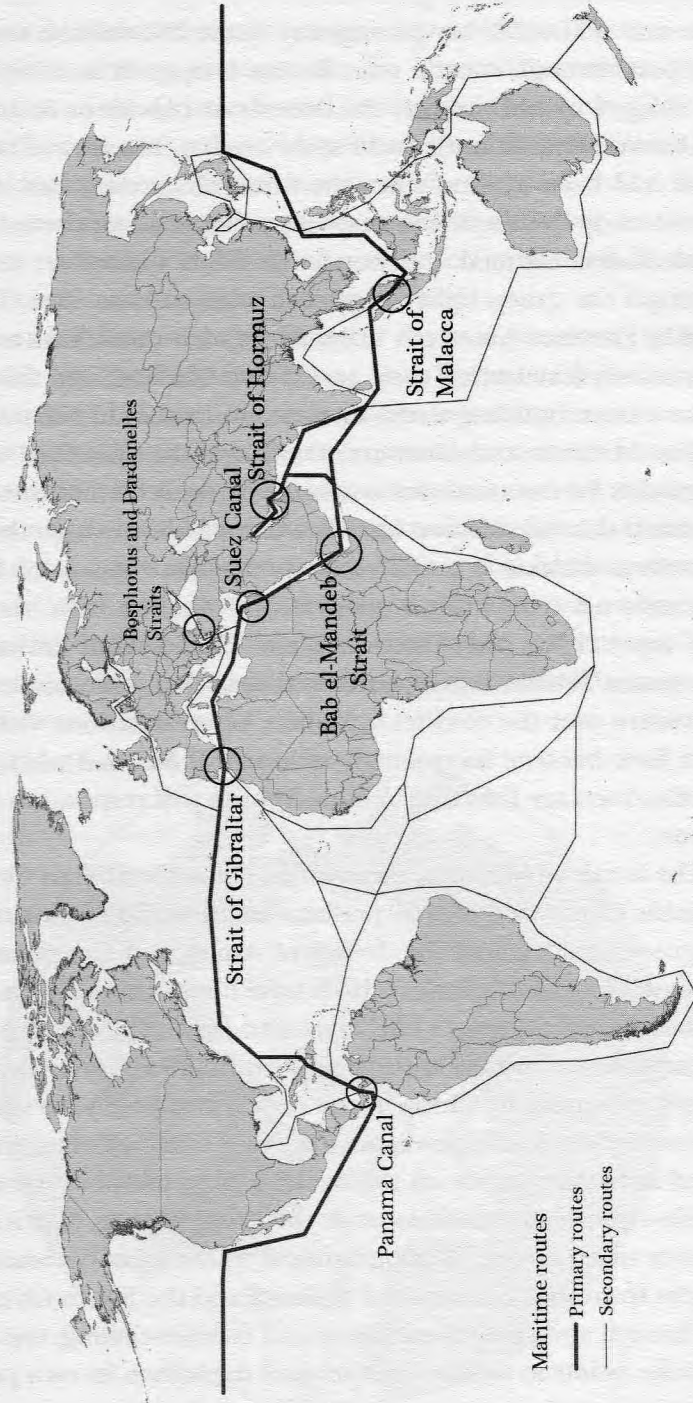 Bosphorus and Dardanelles
Straits
Suez Canal
Strait of Hormuz
Strait of Gibraltar
Bab el-Mandeb
Strait
Strait of
Malacca
Panama Canal
Maritime routes
Primary routes
Secondary routes